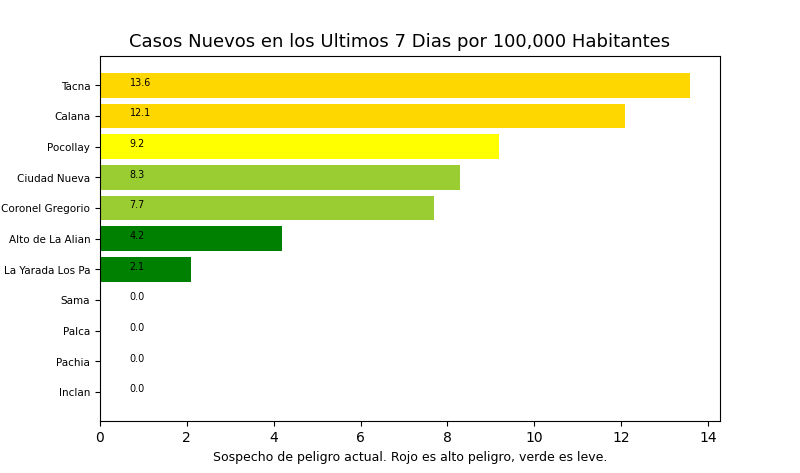 Casos Nuevos en los Ultimos 7 Dias por 100,000 Habitantes
Tacna 13.6
Calana 12.1
Pocollay 9.2
Ciudad Nueva 8.3
Coronel Gregorio 7.7
Alto de La Alian 4.2
La Yarada Los Pa 2.1
Sama 0.0
Palca 0.0
Pachia 0.0
Inclan 0.0
0 2 4 6 8 10 12 14
Sospecho de peligro actual. Rojo es alto peligro, verde es leve.